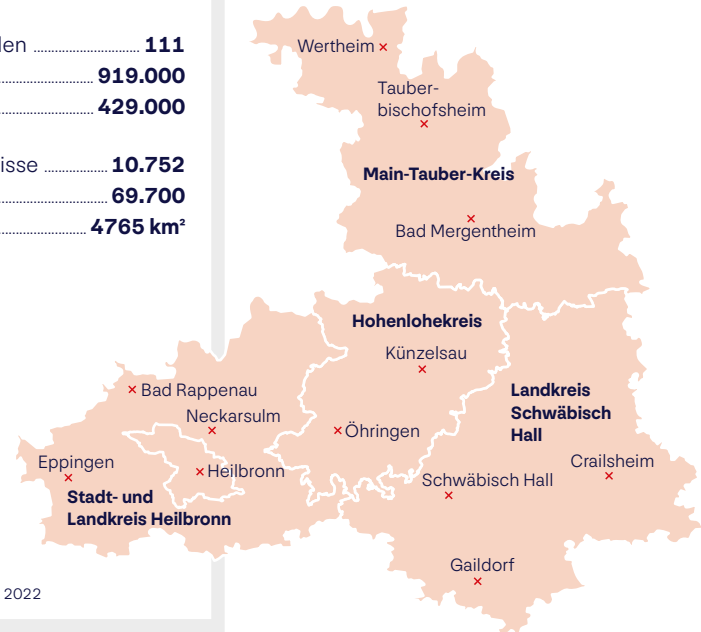 den 111
919.000
429.000
isse 10.752
69.700
4765 km²
Wertheim
Tauber-
bischofsheim
Main-Tauber-Kreis
Bad Mergentheim
Hohenlohekreis
Künzelsau
Öhringen
Landkreis
Schwäbisch
Hall
Crailsheim
Schwäbisch Hall
Gaildorf
Bad Rappenau
Neckarsulm
Heilbronn
Eppingen
Stadt- und
Landkreis Heilbronn
2022